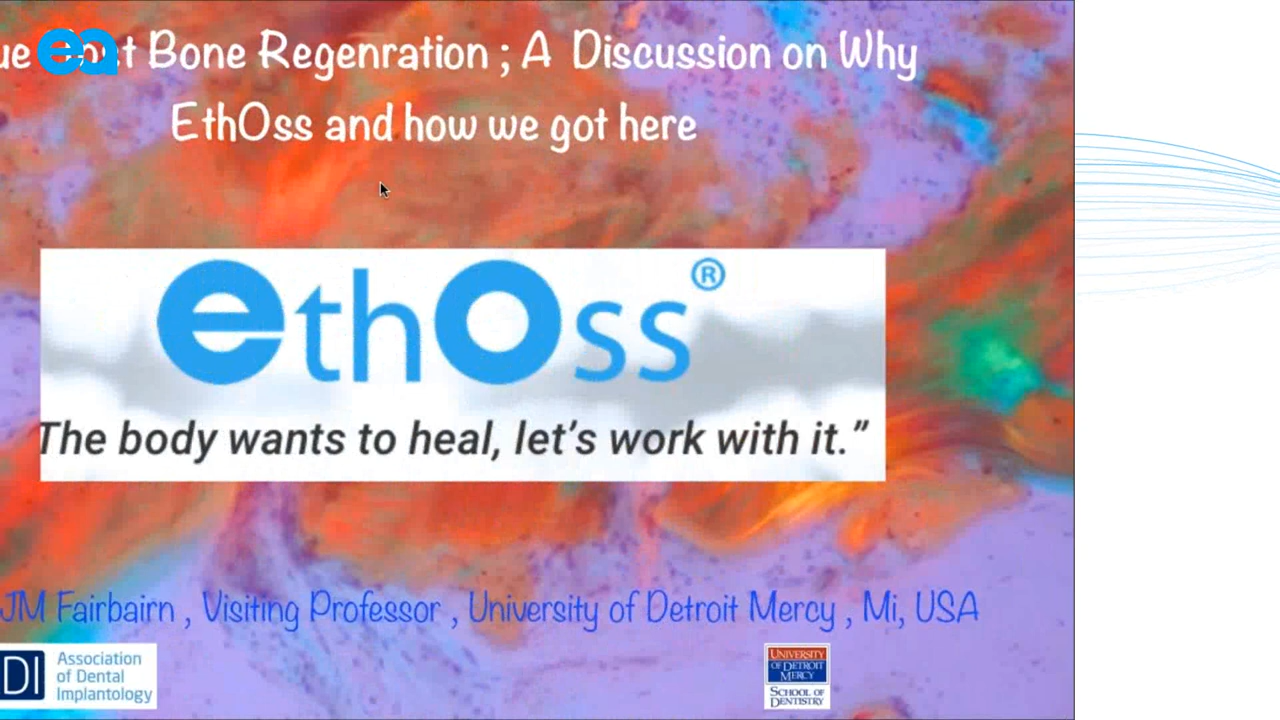 Bone Regenration ; A Discussion on Why
EthOss and how we got here
ea
ethOss®
The body wants to heal, let's work with it.”
JM Fairbairn , Visiting Professor , University of Detroit Mercy , Mi, USA
DI
Association
of Dental
Implantology
UNIVERSITY
OF DETROIT
MERCY
SCHOOL OF
DENTISTRY